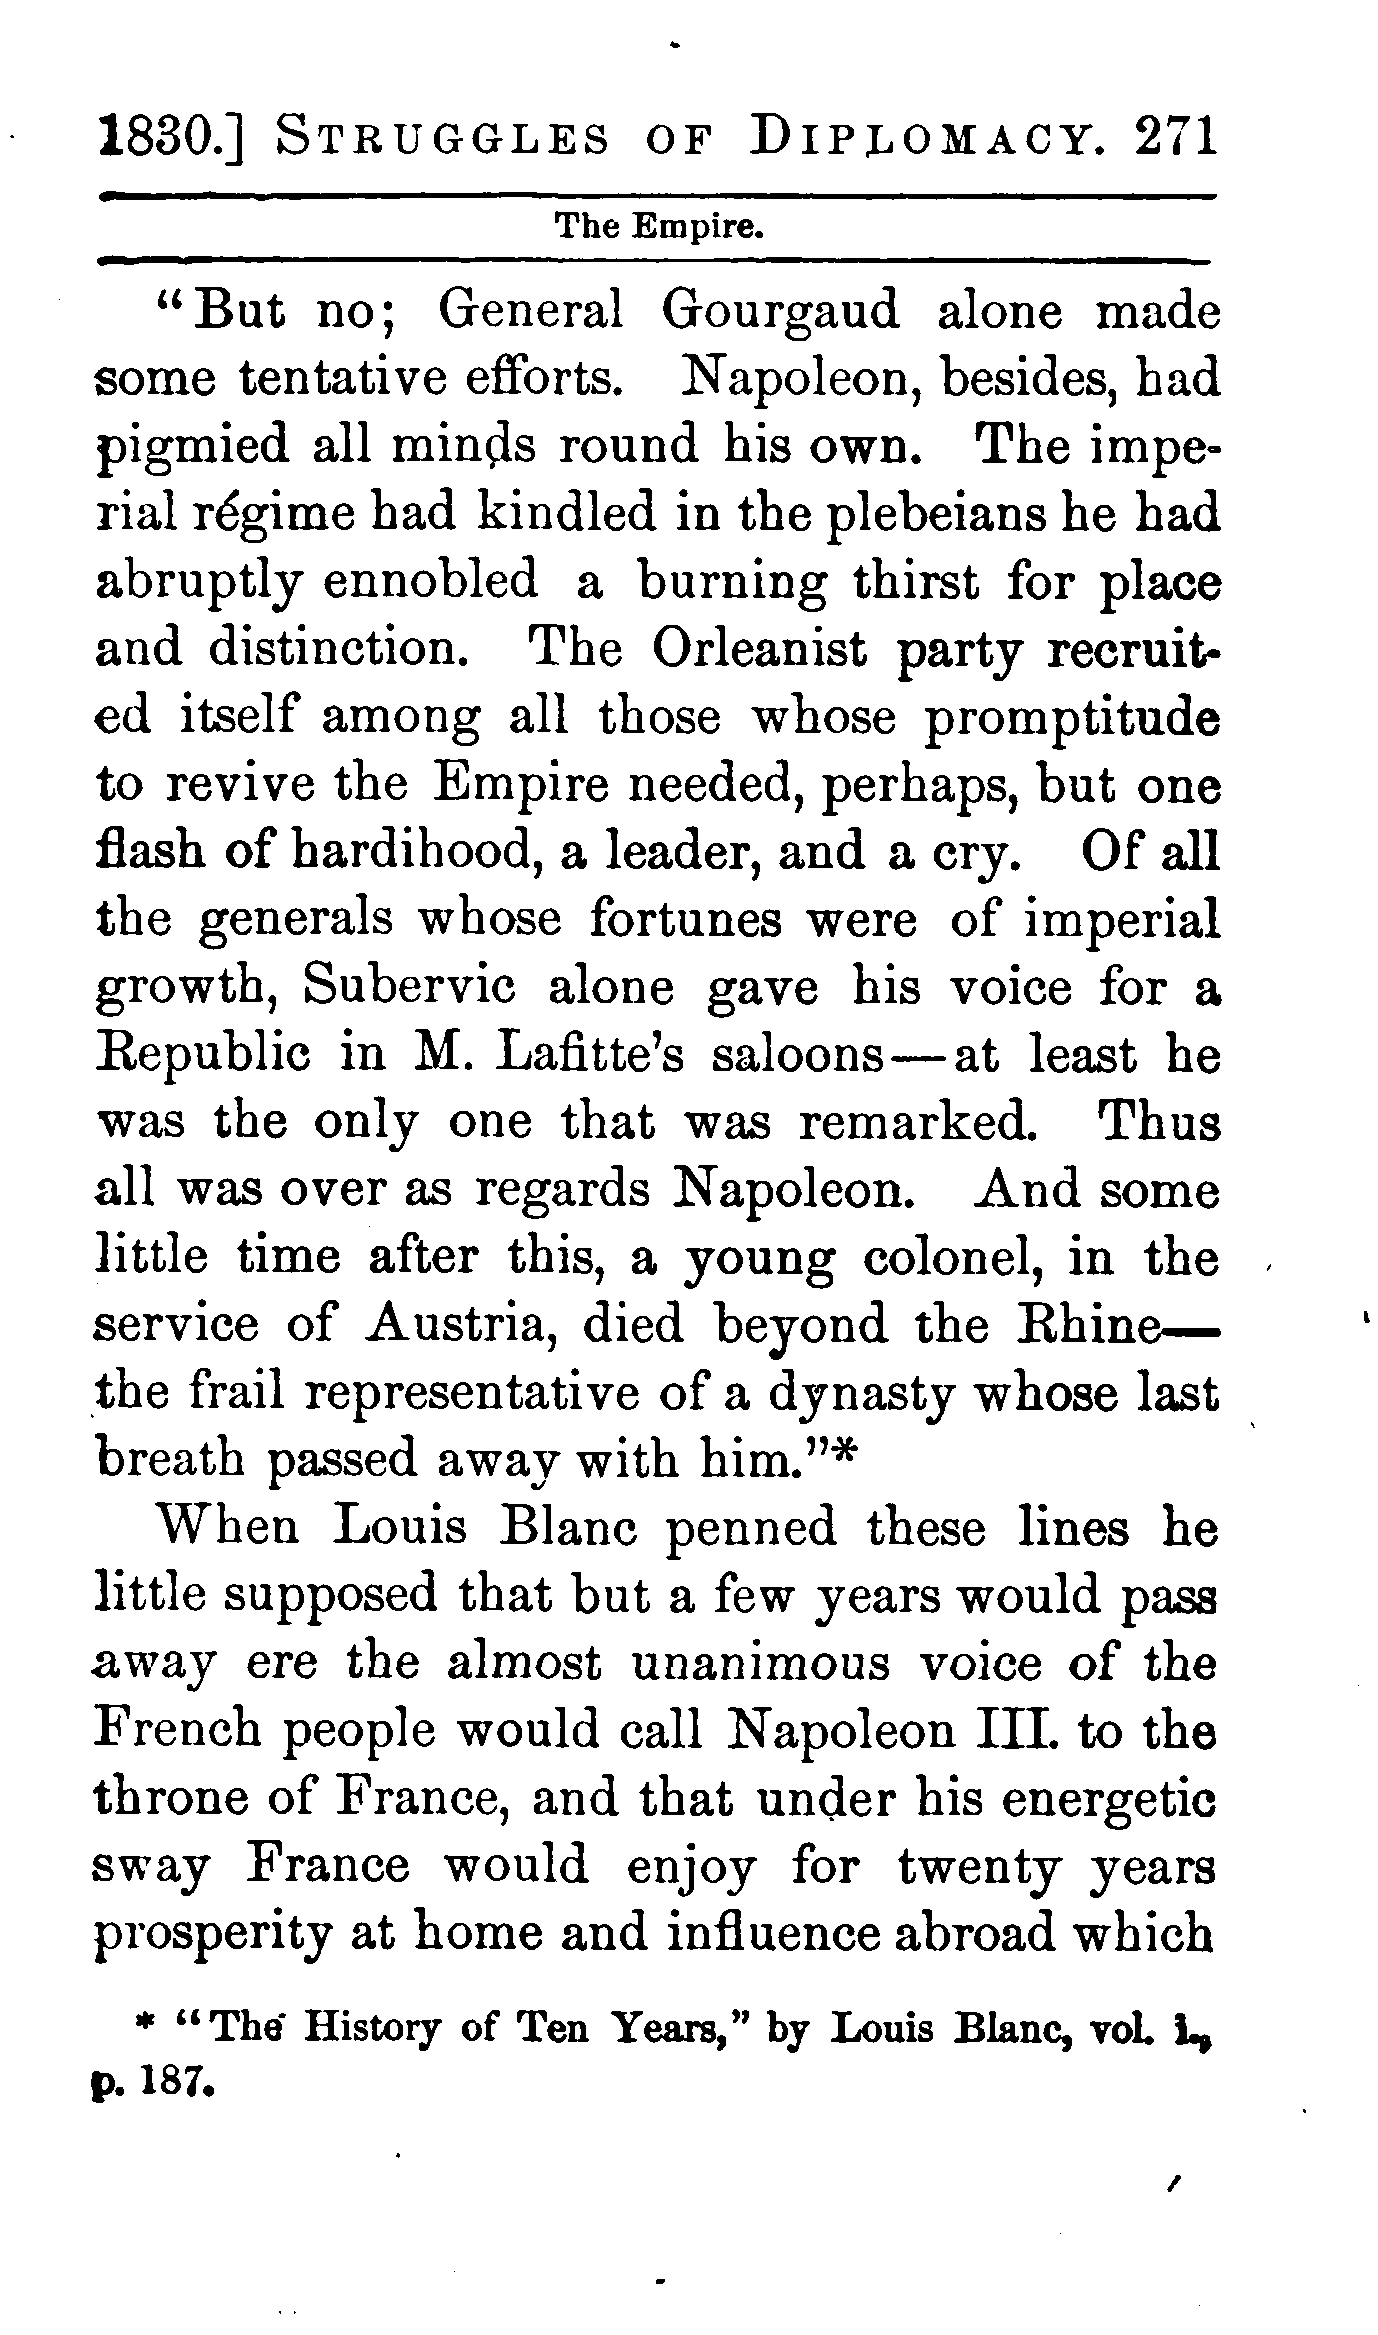 1830.] STRUGGLES OF DIPLOMACY. 271
The Empire.
"But no; General Gourgaud alone made
some tentative efforts. Napoleon, besides, had
pigmied all minds round his own. The impe-
rial régime had kindled in the plebeians he had
abruptly ennobled a burning thirst for place
and distinction. The Orleanist party recruit-
ed itself among all those whose promptitude
to revive the Empire needed, perhaps, but one
flash of hardihood, a leader, and a cry. Of all
the generals whose fortunes were of imperial
growth, Subervic alone gave his voice for a
Republic in M. Lafitte's saloons—at least he
was the only one that was remarked. Thus
all was over as regards Napoleon. And some
little time after this, a young colonel, in the
service of Austria, died beyond the Rhine—
the frail representative of a dynasty whose last
breath passed away with him."*
When Louis Blanc penned these lines he
little supposed that but a few years would pass
away ere the almost unanimous voice of the
French people would call Napoleon III. to the
throne of France, and that under his energetic
sway France would enjoy for twenty years
prosperity at home and influence abroad which
* "The History of Ten Years," by Louis Blanc, vol. i.,
p. 187.